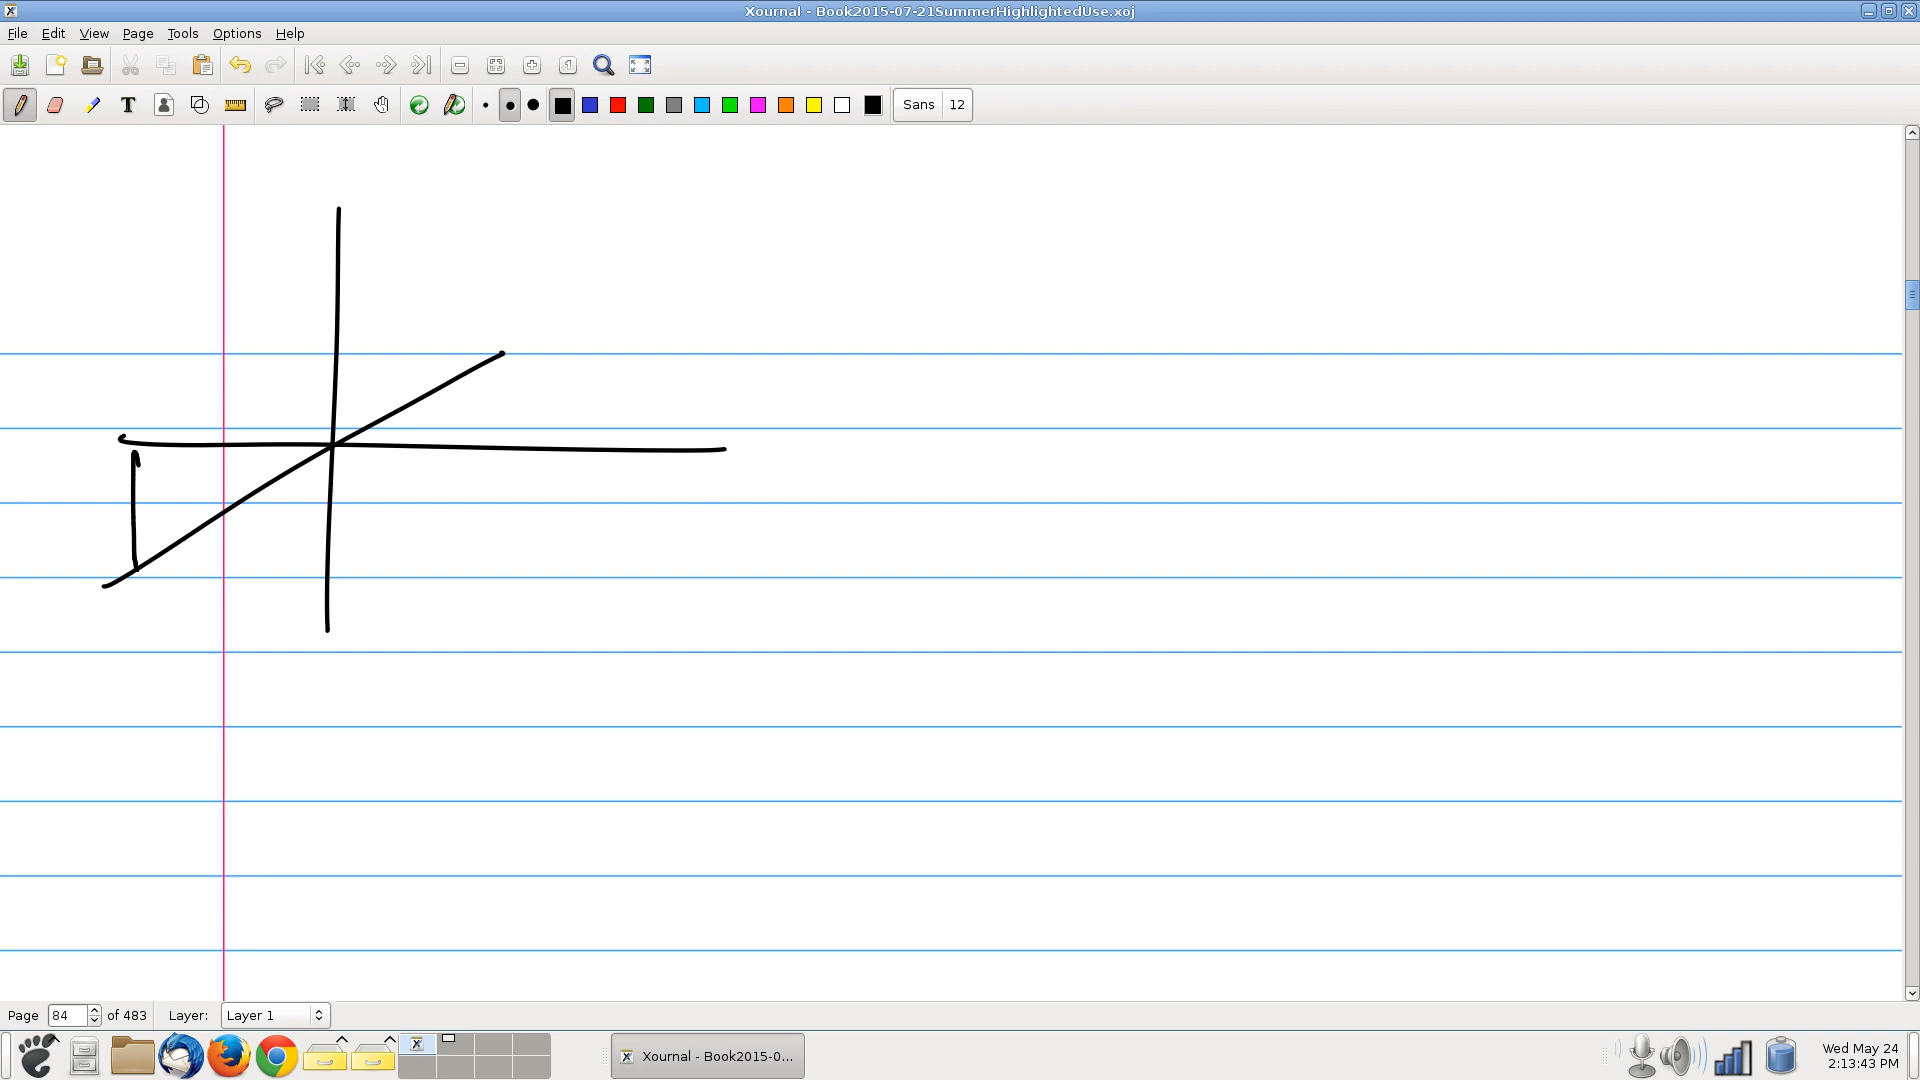 Xournal - Book2015-07-21SummerHighlightedUse.xoj
File Edit View Page Tools Options Help
T Sans 12
Page 84 of 483 Layer: Layer 1
Xournal - Book2015-0...
Wed May 24
2:13:43 PM